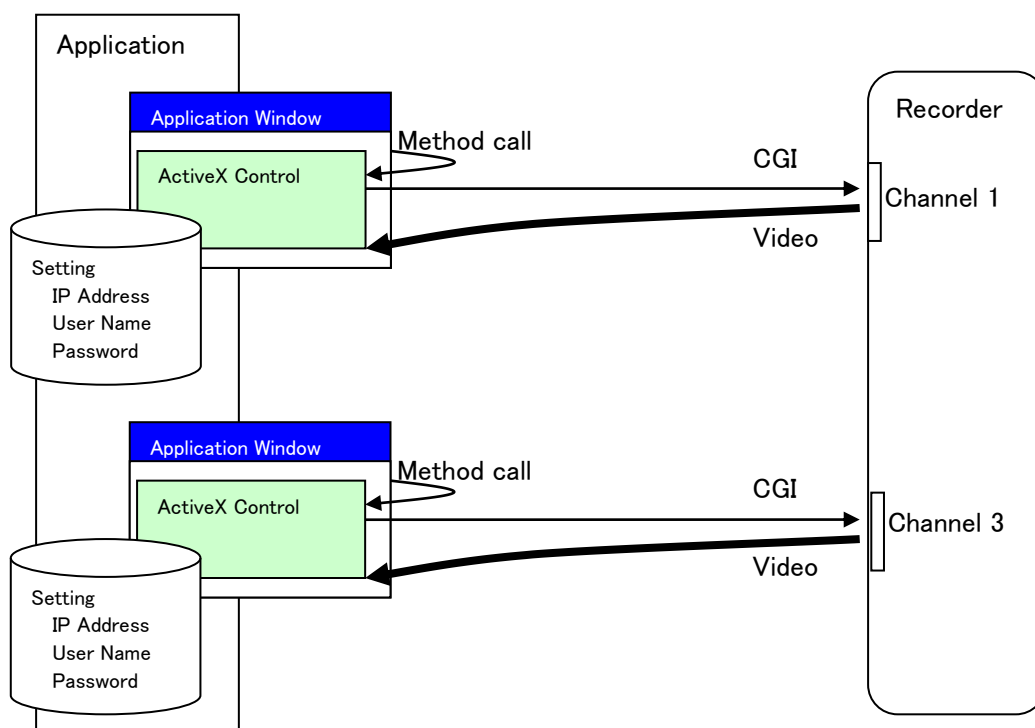 Application
Recorder
Application Window
Method call
ActiveX Control
CGI
Channel 1
Video
Setting
IP Address
User Name
Password
Application Window
Method call
ActiveX Control
CGI
Channel 3
Video
Setting
IP Address
User Name
Password